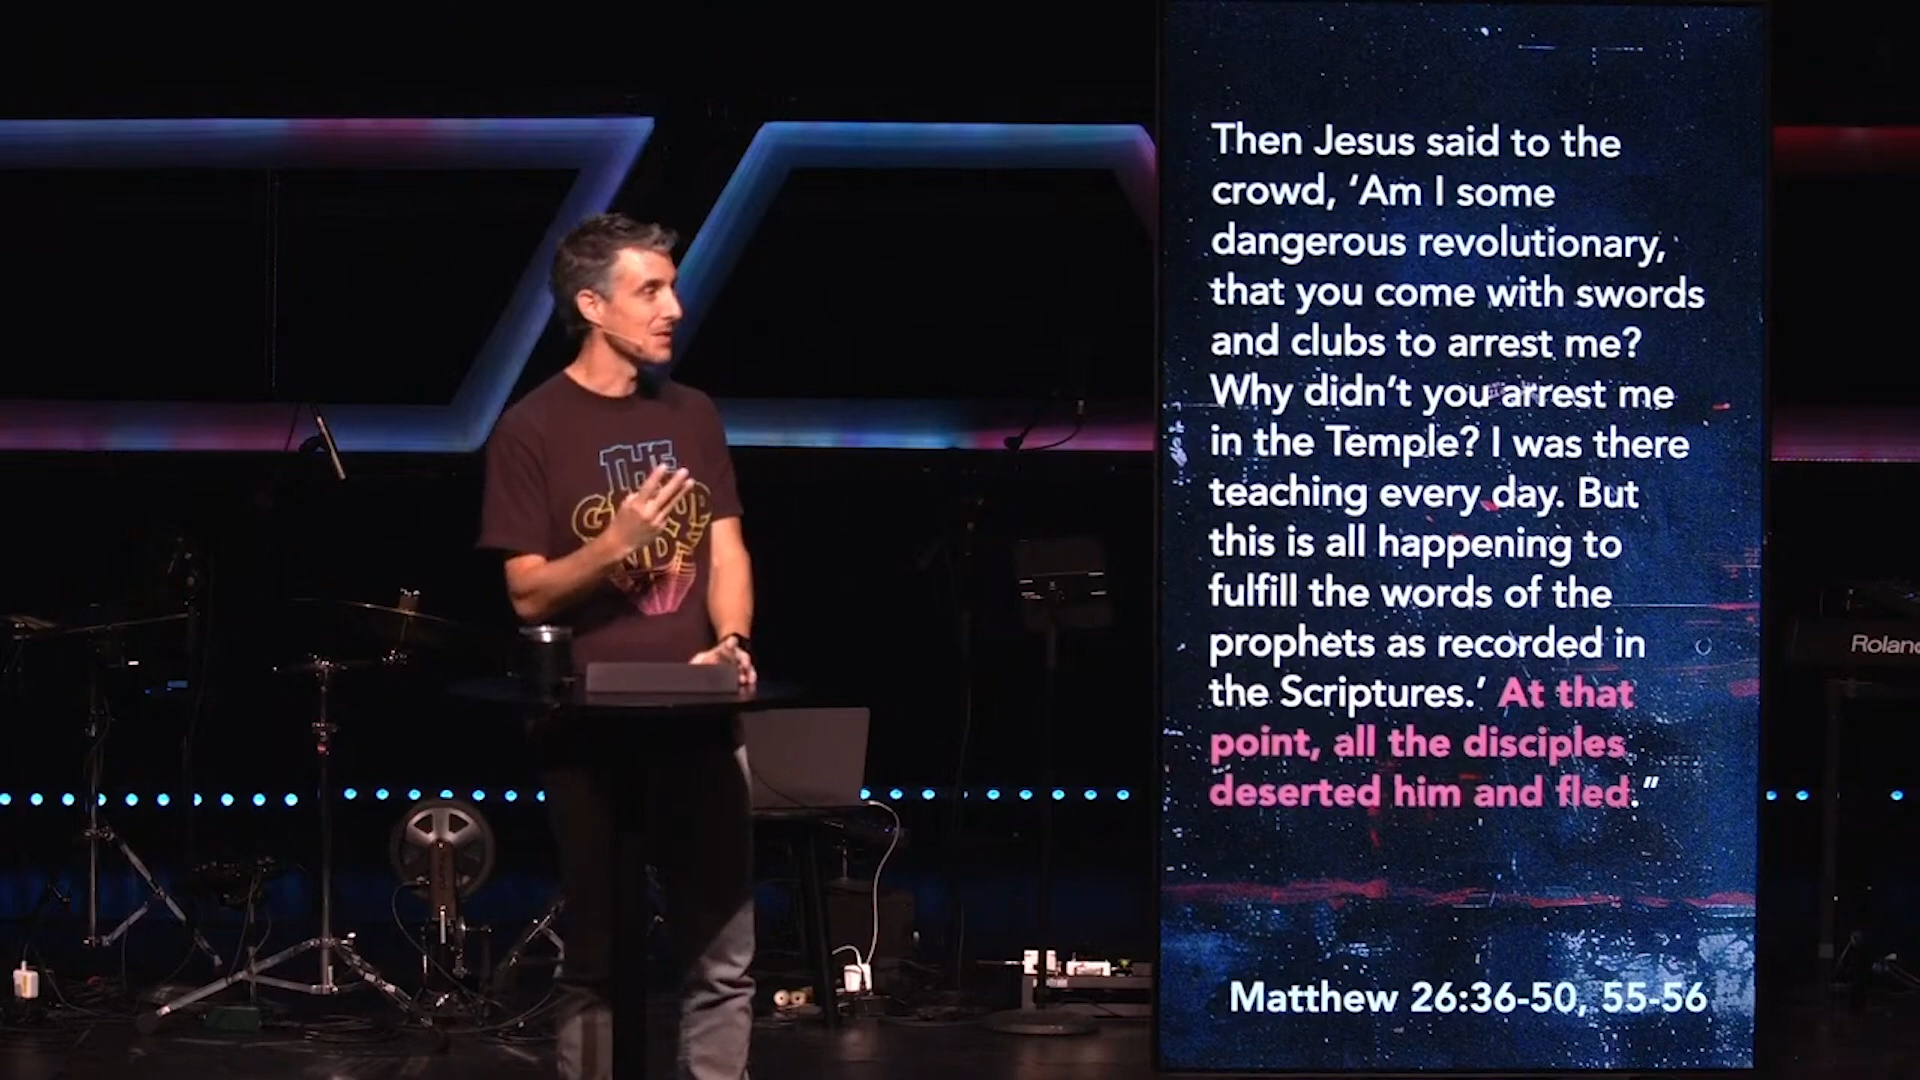 Then Jesus said to the
crowd, ‘Am I some
dangerous revolutionary,
that you come with swords
and clubs to arrest me?
Why didn’t you arrest me
in the Temple? I was there
teaching every day. But
this is all happening to
fulfill the words of the
prophets as recorded in
the Scriptures.’ At that
point, all the disciples
deserted him and fled.”
Matthew 26:36-50, 55-56
THE
Roland